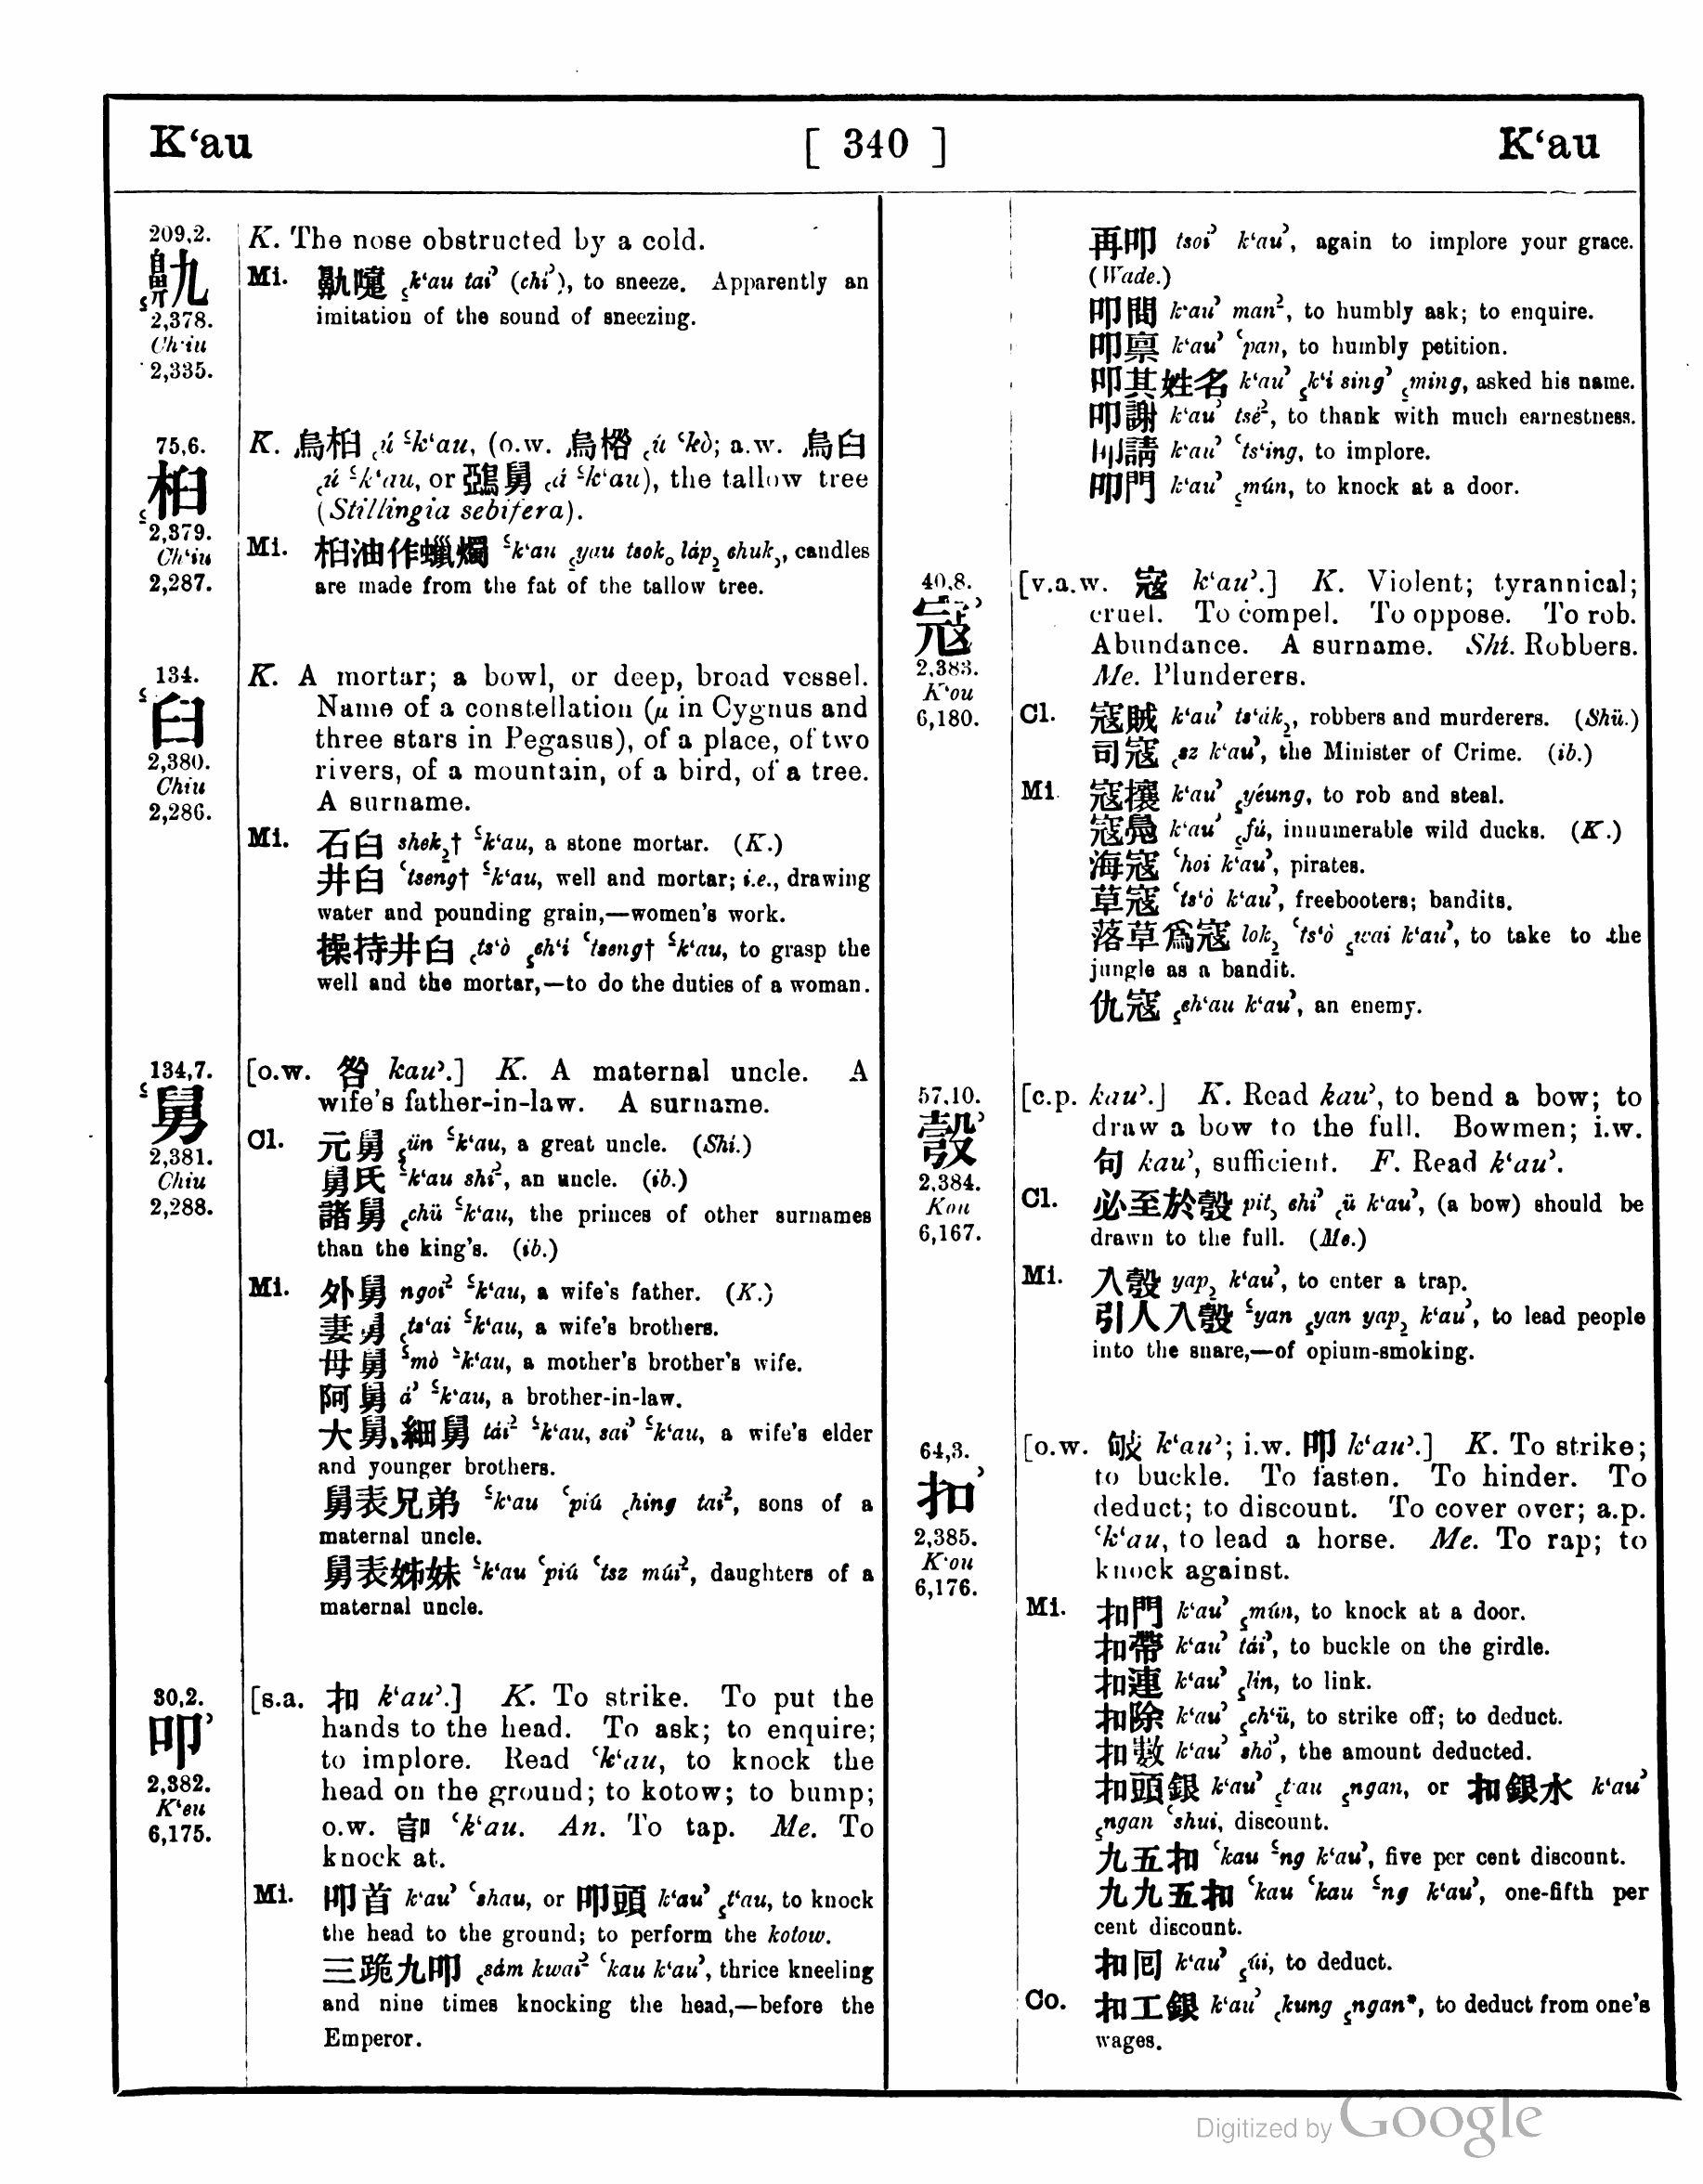 K‘au [ 340 ] K‘au
209,2.
鼽
2,378.
Ch‘iu
2,335.
K. The nose obstructed by a cold.
Mi. 鼽嚏 ꜁k‘au tai꜄ (chí꜄), to sneeze. Apparently an
imitation of the sound of sneezing.
75,6.
桕
2,379.
Ch‘iu
2,287.
K. 烏桕 ꜀ú ꜃k‘au, (o.w. 烏㮂 ꜀ú ꜂kò; a.w. 烏臼
꜀ú ꜃k‘au, or 鵶舅 ꜀á ꜃k‘au), the tallow tree
(Stillingia sebifera).
Mi. 桕油作蠟燭 ꜃k‘au ꜁yau tsok꜆ láp꜇ chuk꜆, candles
are made from the fat of the tallow tree.
134.
臼
2,380.
Chiu
2,286.
K. A mortar; a bowl, or deep, broad vessel.
Name of a constellation (μ in Cygnus and
three stars in Pegasus), of a place, of two
rivers, of a mountain, of a bird, of a tree.
A surname.
Mi. 石臼 shek꜇† ꜃k‘au, a stone mortar. (K.)
井臼 ꜂tseng† ꜃k‘au, well and mortar; i.e., drawing
water and pounding grain,—women's work.
操持井臼 ꜀ts‘ò ꜁ch‘í ꜂tseng† ꜃k‘au, to grasp the
well and the mortar,—to do the duties of a woman.
134,7.
舅
2,381.
Chiu
2,288.
[o.w. 咎 kau꜄.] K. A maternal uncle. A
wife's father-in-law. A surname.
Cl. 元舅 ꜁ün ꜃k‘au, a great uncle. (Shí.)
舅氏 ꜃k‘au shí꜅, an uncle. (ib.)
諸舅 ꜀chü ꜃k‘au, the princes of other surnames
than the king's. (ib.)
Mi. 外舅 ngoi꜅ ꜃k‘au, a wife's father. (K.)
妻舅 ꜀ts‘ai ꜃k‘au, a wife's brothers.
母舅 ꜃mò ꜃k‘au, a mother's brother's wife.
阿舅 á꜄ ꜃k‘au, a brother-in-law.
大舅、細舅 tái꜅ ꜃k‘au, sai꜄ ꜃k‘au, a wife's elder
and younger brothers.
舅表兄弟 ꜃k‘au ꜂piú ꜀hing tai꜅, sons of a
maternal uncle.
舅表姊妹 ꜃k‘au ꜂piú ꜂tsz múi꜅, daughters of a
maternal uncle.
30,2.
叩
2,382.
K‘ou
6,175.
[s.a. 扣 k‘au꜄.] K. To strike. To put the
hands to the head. To ask; to enquire;
to implore. Read ꜂k‘au, to knock the
head on the ground; to kotow; to bump;
o.w. 訆 ꜂k‘au. An. To tap. Me. To
knock at.
Mi. 叩首 k‘au꜄ ꜂shau, or 叩頭 k‘au꜄ ꜁t‘au, to knock
the head to the ground; to perform the kotow.
三跪九叩 ꜀sám kwai꜅ ꜂kau k‘au꜄, thrice kneeling
and nine times knocking the head,—before the
Emperor.
再叩 tsoi꜄ k‘au꜄, again to implore your grace.
(Wade.)
叩問 k‘au꜄ man꜅, to humbly ask; to enquire.
叩禀 k‘au꜄ ꜂pan, to humbly petition.
叩其姓名 k‘au꜄ ꜁k‘í sing꜄ ꜁ming, asked his name.
叩謝 k‘au꜄ tsé꜅, to thank with much earnestness.
叩請 k‘au꜄ ꜂ts‘ing, to implore.
叩門 k‘au꜄ ꜁mún, to knock at a door.
40,8.
寇
2,383.
K‘ou
6,180.
[v.a.w. 冦 k‘au꜄.] K. Violent; tyrannical;
cruel. To compel. To oppose. To rob.
Abundance. A surname. Shí. Robbers.
Me. Plunderers.
Cl. 寇賊 k‘au꜄ ts‘ák꜇, robbers and murderers. (Shü.)
司寇 ꜀sz k‘au꜄, the Minister of Crime. (ib.)
Mi. 寇攘 k‘au꜄ ꜁yéung, to rob and steal.
寇鳧 k‘au꜄ ꜁fú, innumerable wild ducks. (K.)
海寇 ꜂hoi k‘au꜄, pirates.
草寇 ꜂ts‘ò k‘au꜄, freebooters; bandits.
落草爲寇 lok꜇ ꜂ts‘ò ꜁wai k‘au꜄, to take to the
jungle as a bandit.
仇寇 ꜁ch‘au k‘au꜄, an enemy.
57,10.
彀
2,384.
Kou
6,167.
[c.p. kau꜄.] K. Read kau꜄, to bend a bow; to
draw a bow to the full. Bowmen; i.w.
句 kau꜄, sufficient. F. Read k‘au꜄.
Cl. 必至於彀 pit꜆ chí꜄ ꜀ü k‘au꜄, (a bow) should be
drawn to the full. (Me.)
Mi. 入彀 yap꜇ k‘au꜄, to enter a trap.
引人入彀 ꜃yan ꜁yan yap꜇ k‘au꜄, to lead people
into the snare,—of opium-smoking.
64,3.
扣
2,385.
K‘ou
6,176.
[o.w. 敂 k‘au꜄; i.w. 叩 k‘au꜄.] K. To strike;
to buckle. To fasten. To hinder. To
deduct; to discount. To cover over; a.p.
꜂k‘au, to lead a horse. Me. To rap; to
knock against.
Mi. 扣門 k‘au꜄ ꜁mún, to knock at a door.
扣帶 k‘au꜄ tái꜄, to buckle on the girdle.
扣連 k‘au꜄ ꜁lín, to link.
扣除 k‘au꜄ ꜁ch‘ü, to strike off; to deduct.
扣數 k‘au꜄ shò꜄, the amount deducted.
扣頭銀 k‘au꜄ ꜁t‘au ꜁ngan, or 扣銀水 k‘au꜄
꜁ngan ꜂shui, discount.
九五扣 ꜂kau ꜃ng k‘au꜄, five per cent discount.
九九五扣 ꜂kau ꜂kau ꜃ng k‘au꜄, one-fifth per
cent discount.
扣回 k‘au꜄ ꜁úi, to deduct.
Co. 扣工銀 k‘au꜄ ꜀kung ꜁ngan*, to deduct from one's
wages.
Digitized by Google